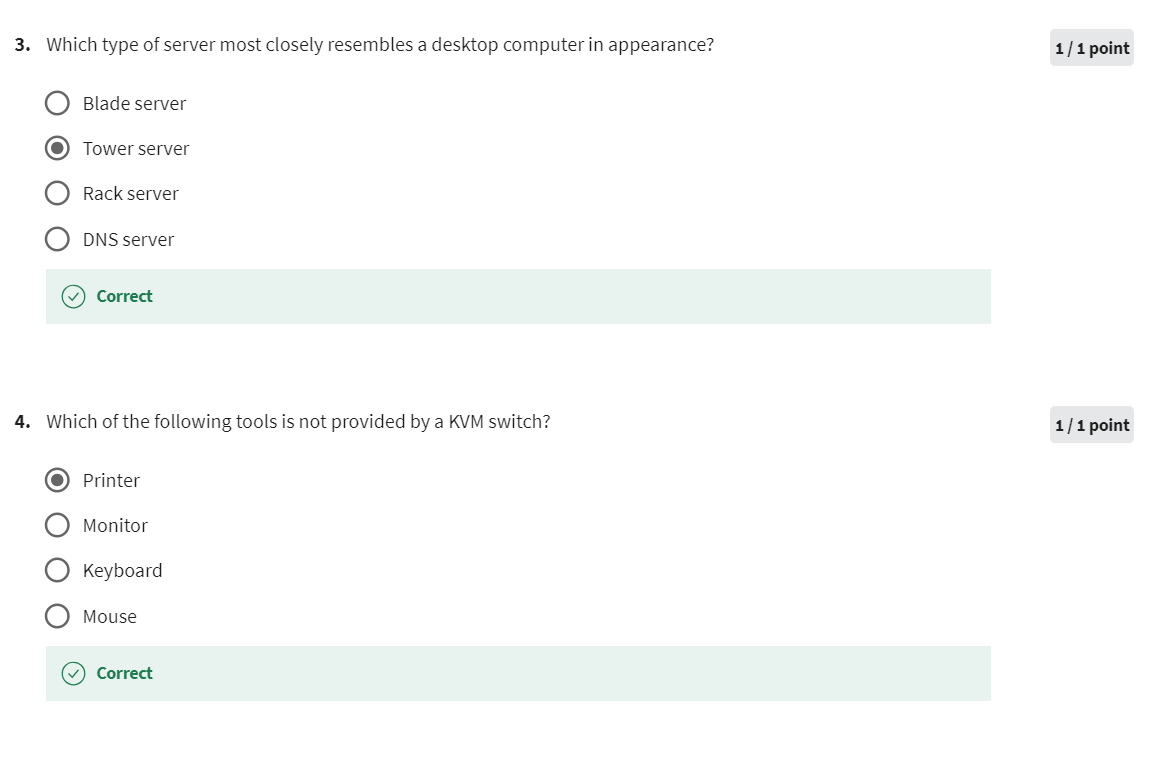 3. Which type of server most closely resembles a desktop computer in appearance?
1 / 1 point
Blade server
Tower server
Rack server
DNS server
Correct
4. Which of the following tools is not provided by a KVM switch?
1 / 1 point
Printer
Monitor
Keyboard
Mouse
Correct